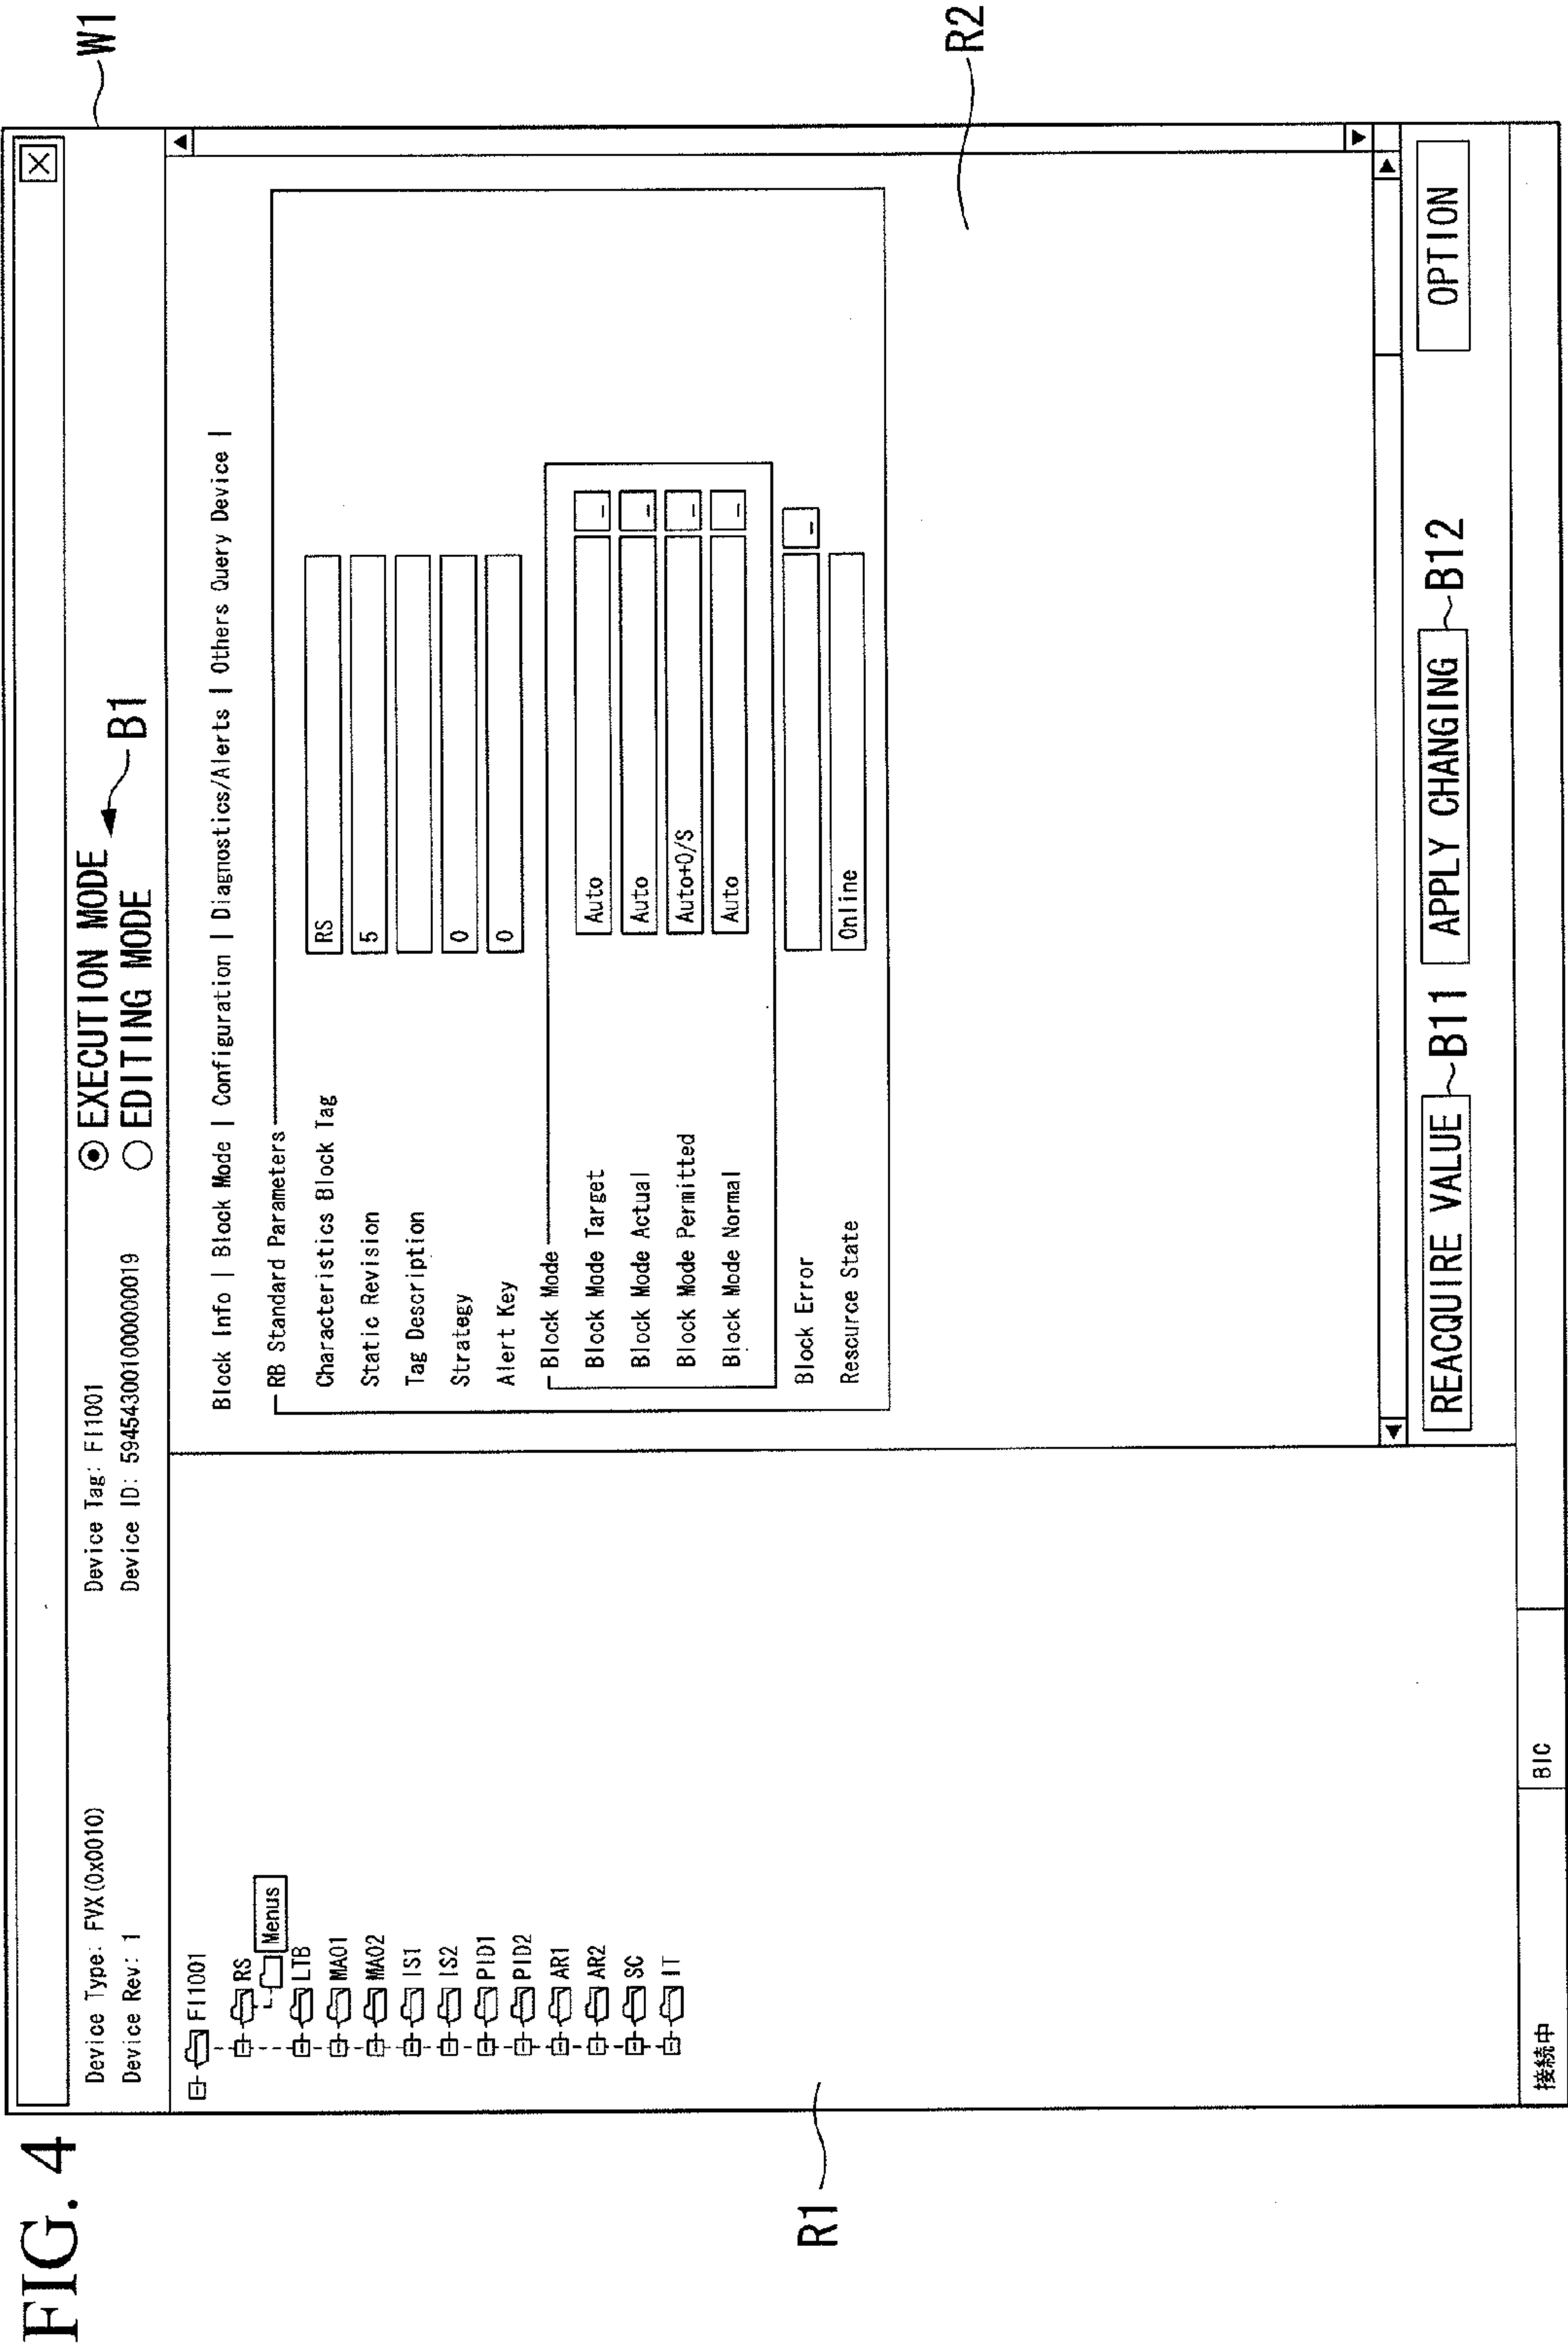 FIG. 4
W1
Device Type: FVX(0x0010)
Device Tag: FI1001
EXECUTION MODE
B1
Device Rev: 1
Device ID: 5945430010000000019
EDITING MODE
FI1001
RS
Menus
LTB
MAO1
MAO2
IS1
IS2
PID1
PID2
AR1
AR2
SC
IT
R1
Block Info | Block Mode | Configuration | Diagnostics/Alerts | Others Query Device |
RB Standard Parameters
Characteristics Block Tag RS
Static Revision 5
Tag Description
Strategy 0
Alert Key 0
Block Mode
Block Mode Target Auto
Block Mode Actual Auto
Block Mode Permitted Auto+O/S
Block Mode Normal Auto
Block Error
Rescurce State Online
R2
REACQUIRE VALUE B11 APPLY CHANGING B12 OPTION
接続中 BIC